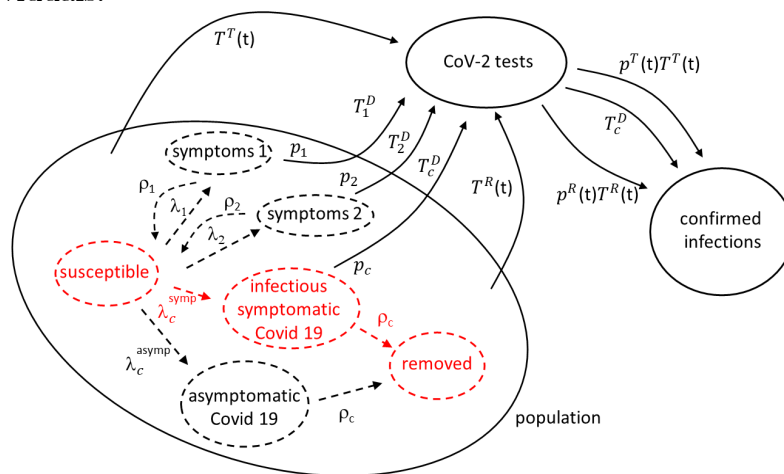 T^T(t)
CoV-2 tests
p^T(t)T^T(t)
T_1^D
T_c^D
symptoms 1
p_1
T_2^D
T_c^D
T^R(t)
p^R(t)T^R(t)
ρ_1
λ_1
ρ_2
p_2
symptoms 2
λ_2
confirmed
infections
susceptible
p_c
λ_c^symp
infectious
symptomatic
Covid 19
ρ_c
λ_c^asymp
removed
asymptomatic
Covid 19
ρ_c
population